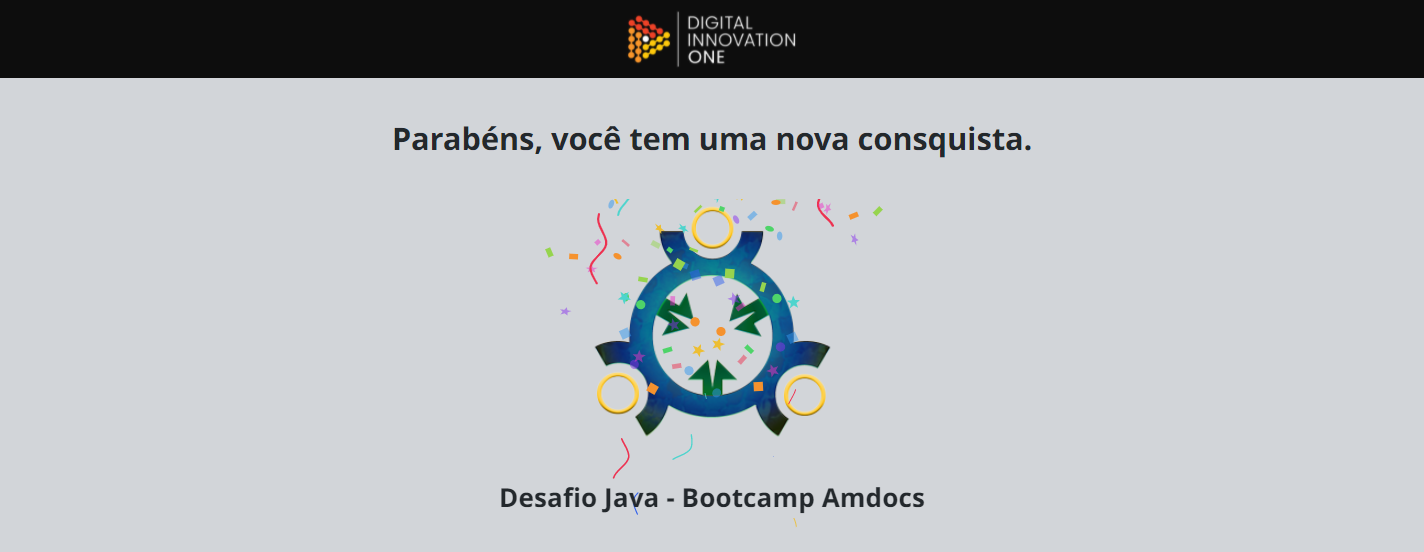 DIGITAL
INNOVATION
ONE
Parabéns, você tem uma nova consquista.
Desafio Java - Bootcamp Amdocs